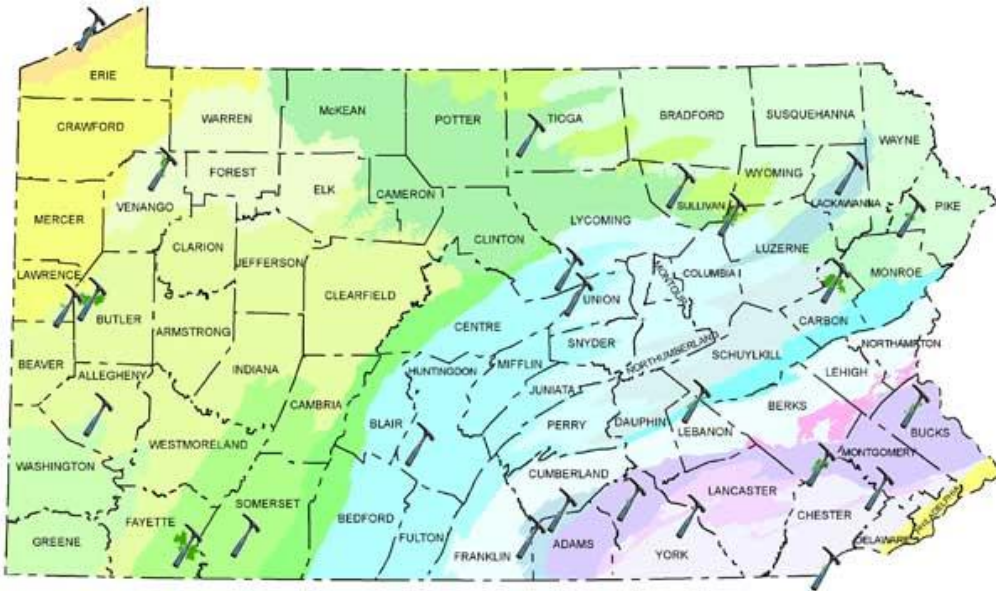 ERIE
CRAWFORD
WARREN
McKEAN
POTTER
TIOGA
BRADFORD
SUSQUEHANNA
WAYNE
FOREST
ELK
CAMERON
WYOMING
SULLIVAN
LACKAWANNA
PIKE
VENANGO
MERCER
LYCOMING
CLINTON
CLARION
JEFFERSON
LUZERNE
LAWRENCE
COLUMBIA
MONTOUR
MONROE
CLEARFIELD
UNION
BUTLER
CENTRE
ARMSTRONG
CARBON
SNYDER
NORTHUMBERLAND
NORTHAMPTON
SCHUYLKILL
BEAVER
INDIANA
HUNTINGDON
MIFFLIN
LEHIGH
ALLEGHENY
JUNIATA
CAMBRIA
BERKS
BLAIR
PERRY
DAUPHIN
LEBANON
BUCKS
WESTMORELAND
MONTGOMERY
WASHINGTON
CUMBERLAND
LANCASTER
SOMERSET
PHILADELPHIA
BEDFORD
FAYETTE
CHESTER
FULTON
DELAWARE
GREENE
FRANKLIN
ADAMS
YORK